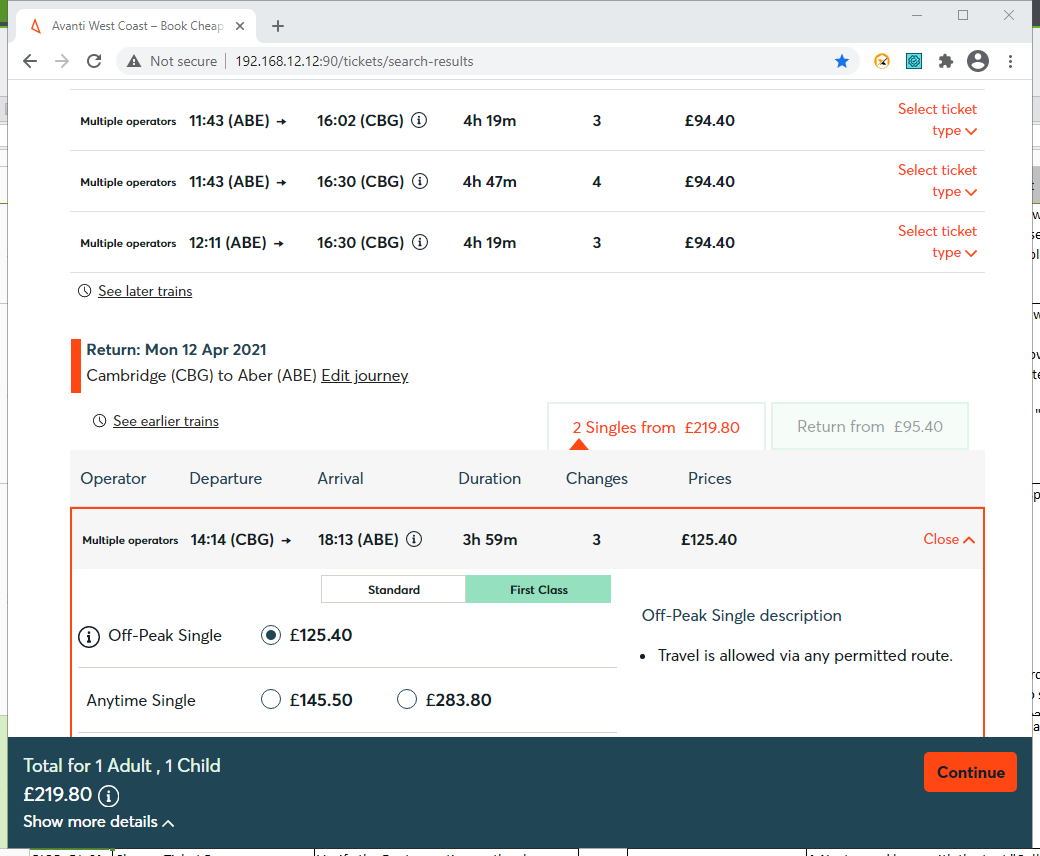 Avanti West Coast – Book Cheap
Not secure 192.168.12.12:90/tickets/search-results
Multiple operators 11:43 (ABE) → 16:02 (CBG) 4h 19m 3 £94.40 Select ticket type
Multiple operators 11:43 (ABE) → 16:30 (CBG) 4h 47m 4 £94.40 Select ticket type
Multiple operators 12:11 (ABE) → 16:30 (CBG) 4h 19m 3 £94.40 Select ticket type
See later trains
Return: Mon 12 Apr 2021
Cambridge (CBG) to Aber (ABE) Edit journey
See earlier trains
2 Singles from £219.80
Return from £95.40
Operator Departure Arrival Duration Changes Prices
Multiple operators 14:14 (CBG) → 18:13 (ABE) 3h 59m 3 £125.40 Close
Standard First Class
Off-Peak Single £125.40
Off-Peak Single description
• Travel is allowed via any permitted route.
Anytime Single £145.50 £283.80
Total for 1 Adult , 1 Child
£219.80
Show more details
Continue